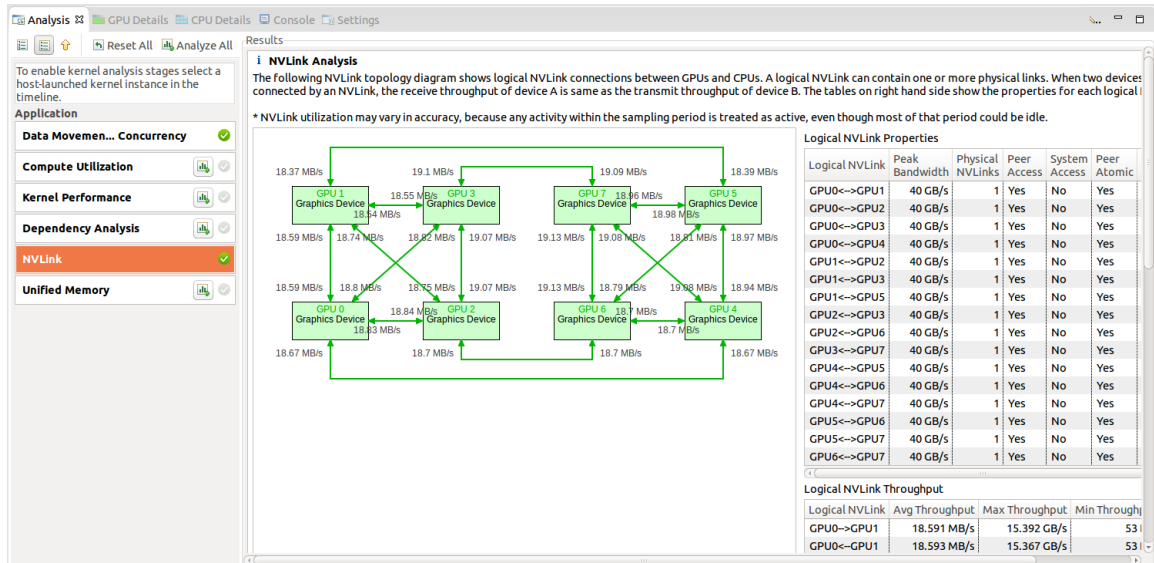 Analysis GPU Details CPU Details Console Settings
Reset All Analyze All
To enable kernel analysis stages select a
host-launched kernel instance in the
timeline.
Application
Data Movemen... Concurrency
Compute Utilization
Kernel Performance
Dependency Analysis
NVLink
Unified Memory
Results
i NVLink Analysis
The following NVLink topology diagram shows logical NVLink connections between GPUs and CPUs. A logical NVLink can contain one or more physical links. When two devices
connected by an NVLink, the receive throughput of device A is same as the transmit throughput of device B. The tables on right hand side show the properties for each logical
* NVLink utilization may vary in accuracy, because any activity within the sampling period is treated as active, even though most of that period could be idle.
18.37 MB/s 19.1 MB/s 19.09 MB/s 18.39 MB/s
GPU 1 18.55 MB/s GPU 3 GPU 7 18.96 MB/s GPU 5
Graphics Device Graphics Device Graphics Device Graphics Device
18.54 MB/s 18.98 MB/s
18.59 MB/s 18.74 MB/s 18.82 MB/s 19.07 MB/s 19.13 MB/s 19.08 MB/s 18.81 MB/s 18.97 MB/s
18.59 MB/s 18.8 MB/s 18.75 MB/s 19.07 MB/s 19.13 MB/s 18.79 MB/s 19.08 MB/s 18.94 MB/s
GPU 0 18.84 MB/s GPU 2 GPU 6 18.7 MB/s GPU 4
Graphics Device Graphics Device Graphics Device Graphics Device
18.83 MB/s 18.7 MB/s
18.67 MB/s 18.7 MB/s 18.7 MB/s 18.67 MB/s
Logical NVLink Properties
Logical NVLink Peak Bandwidth Physical NVLinks Peer Access System Access Peer Atomic
GPU0<-->GPU1 40 GB/s 1 Yes No Yes
GPU0<-->GPU2 40 GB/s 1 Yes No Yes
GPU0<-->GPU3 40 GB/s 1 Yes No Yes
GPU0<-->GPU4 40 GB/s 1 Yes No Yes
GPU1<-->GPU2 40 GB/s 1 Yes No Yes
GPU1<-->GPU3 40 GB/s 1 Yes No Yes
GPU1<-->GPU5 40 GB/s 1 Yes No Yes
GPU2<-->GPU3 40 GB/s 1 Yes No Yes
GPU2<-->GPU6 40 GB/s 1 Yes No Yes
GPU3<-->GPU7 40 GB/s 1 Yes No Yes
GPU4<-->GPU5 40 GB/s 1 Yes No Yes
GPU4<-->GPU6 40 GB/s 1 Yes No Yes
GPU4<-->GPU7 40 GB/s 1 Yes No Yes
GPU5<-->GPU6 40 GB/s 1 Yes No Yes
GPU5<-->GPU7 40 GB/s 1 Yes No Yes
GPU6<-->GPU7 40 GB/s 1 Yes No Yes
Logical NVLink Throughput
Logical NVLink Avg Throughput Max Throughput Min Through
GPU0-->GPU1 18.591 MB/s 15.392 GB/s 53
GPU0<--GPU1 18.593 MB/s 15.367 GB/s 53